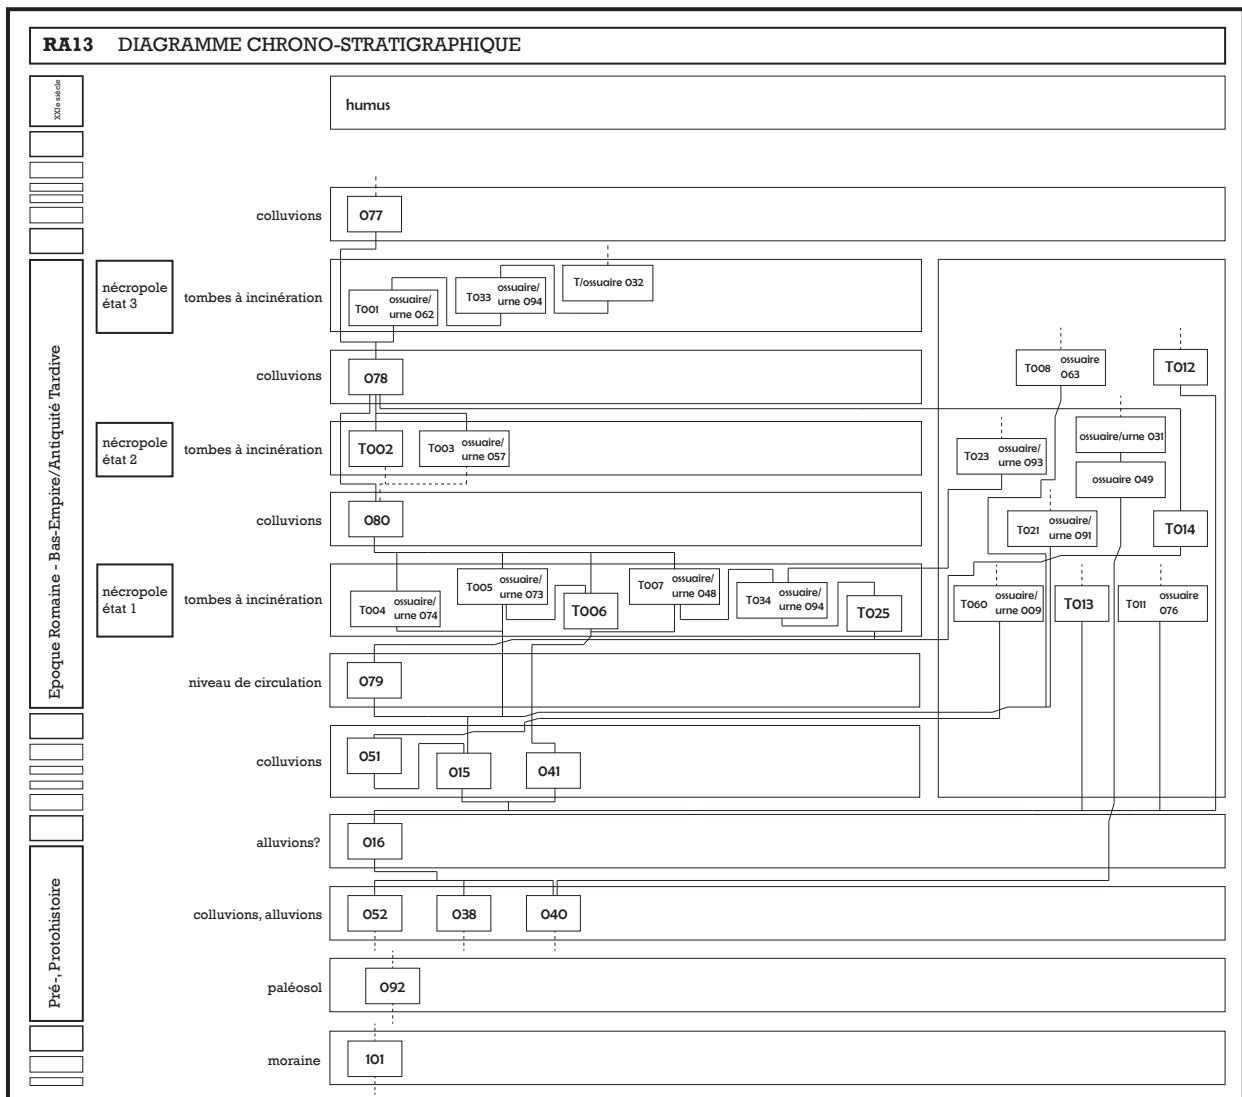 RA13 DIAGRAMME CHRONO-STRATIGRAPHIQUE
XXIe siècle
humus
colluvions
077
nécropole
état 3
tombes à incinération
T001 ossuaire/
urne 062
T033 ossuaire/
urne 094
T/ossuaire 032
colluvions
078
T008 ossuaire
063
T012
Epoque Romaine - Bas-Empire/Antiquité Tardive
nécropole
état 2
tombes à incinération
T002
T003 ossuaire/
urne 057
T023 ossuaire/
urne 093
ossuaire/urne 031
ossuaire 049
colluvions
080
T021 ossuaire/
urne 091
T014
nécropole
état 1
tombes à incinération
T004 ossuaire/
urne 074
T005 ossuaire/
urne 073
T006
T007 ossuaire/
urne 048
T034 ossuaire/
urne 094
T025
T060 ossuaire/
urne 009
T013
T011 ossuaire
076
niveau de circulation
079
colluvions
051
015
041
alluvions?
016
Pré-, Protohistoire
colluvions, alluvions
052
038
040
paléosol
092
moraine
101